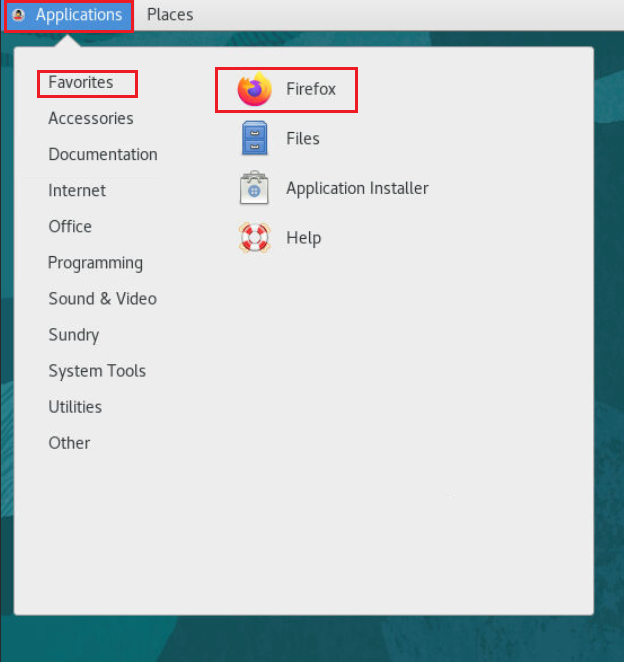 Applications Places
Favorites
Accessories
Documentation
Internet
Office
Programming
Sound & Video
Sundry
System Tools
Utilities
Other
Firefox
Files
Application Installer
Help